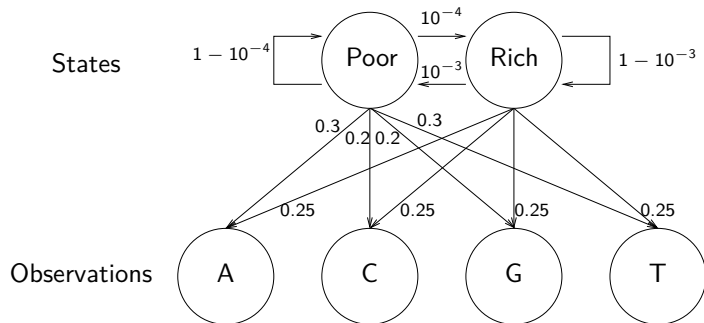 10⁻⁴
1 − 10⁻⁴
States
Poor
Rich
10⁻³
1 − 10⁻³
0.3
0.2
0.2
0.3
0.25
0.25
0.25
0.25
Observations
A
C
G
T